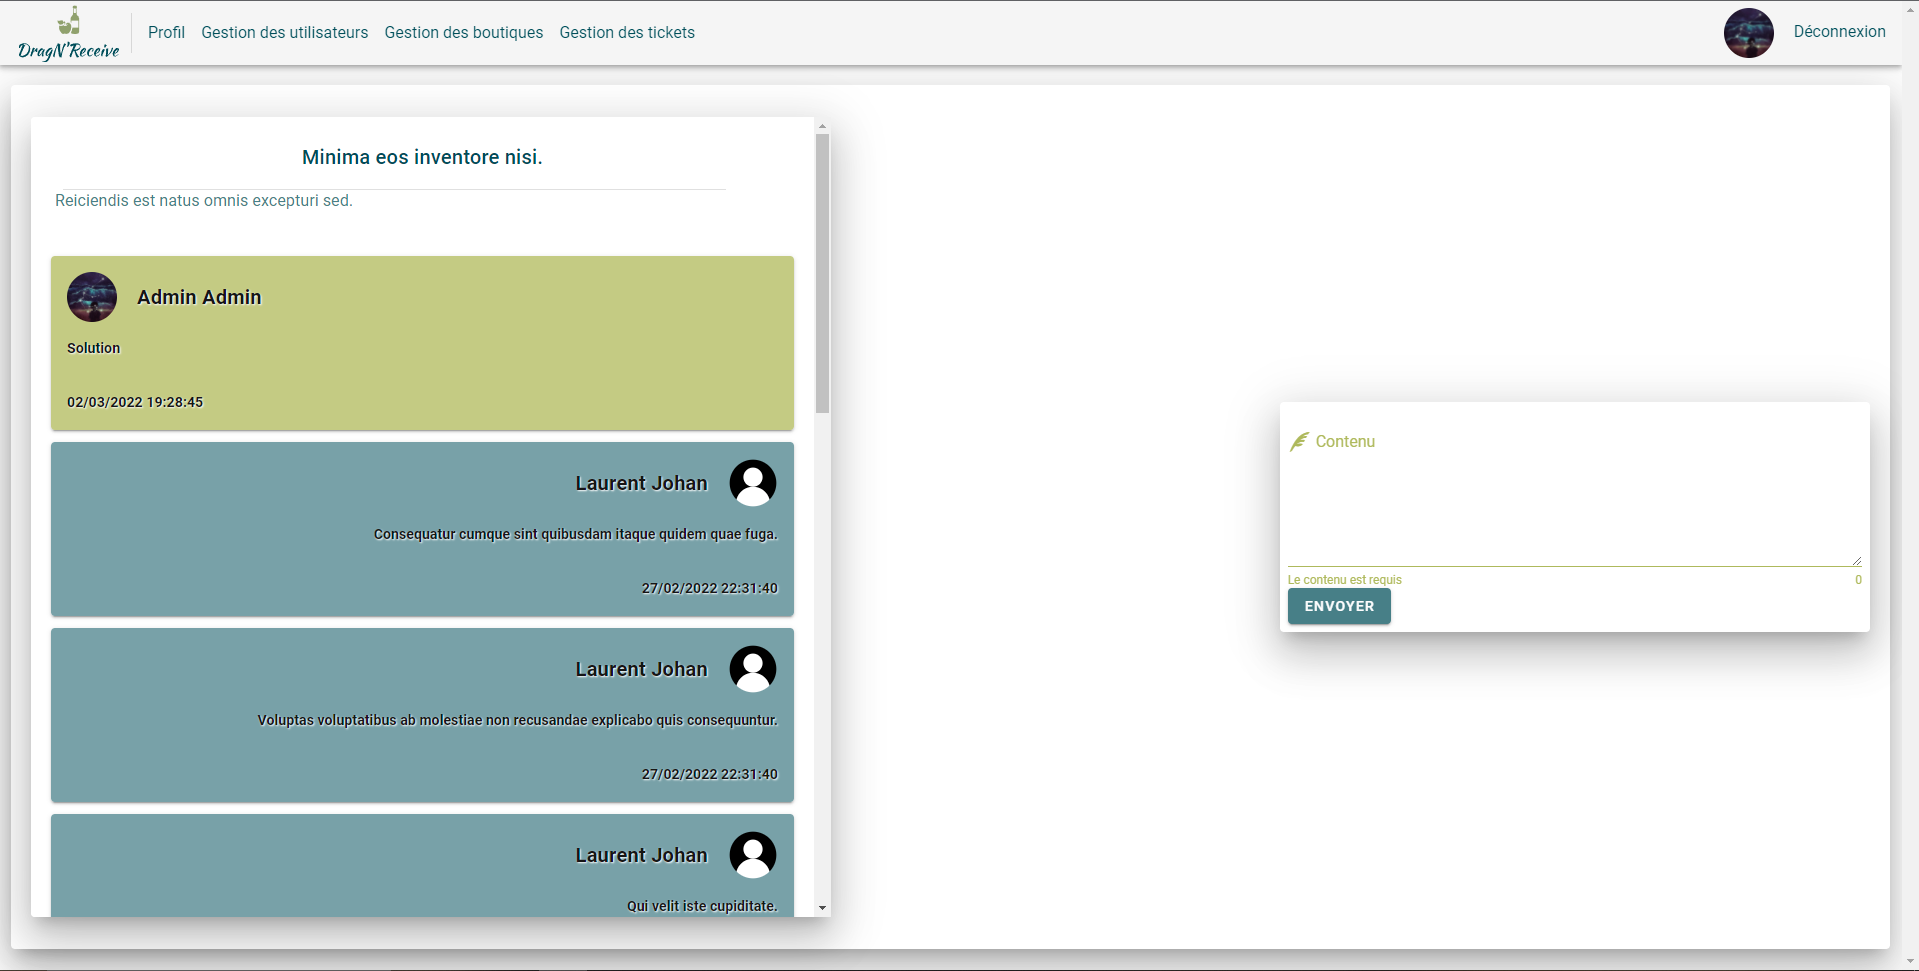 DragN'Receive
Profil Gestion des utilisateurs Gestion des boutiques Gestion des tickets Déconnexion
Minima eos inventore nisi.
Reiciendis est natus omnis excepturi sed.
Admin Admin
Solution
02/03/2022 19:28:45
Laurent Johan
Consequatur cumque sint quibusdam itaque quidem quae fuga.
27/02/2022 22:31:40
Laurent Johan
Voluptas voluptatibus ab molestiae non recusandae explicabo quis consequuntur.
27/02/2022 22:31:40
Laurent Johan
Qui velit iste cupiditate.
Contenu
Le contenu est requis 0
ENVOYER